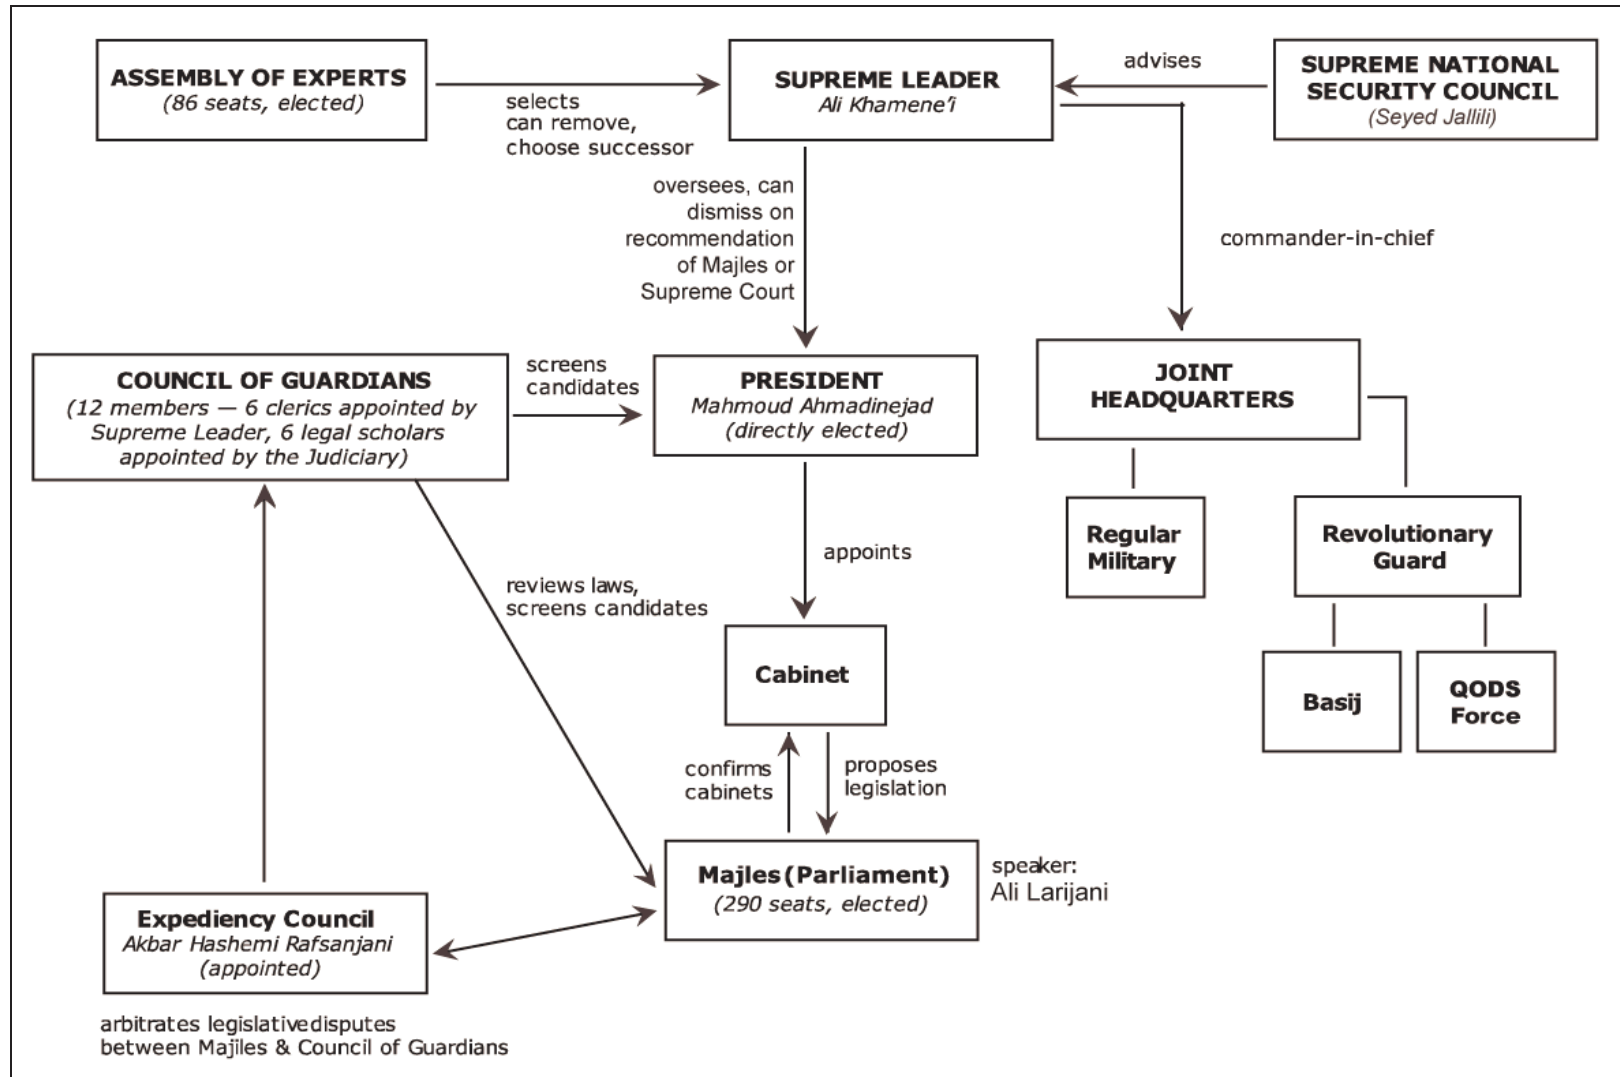 ASSEMBLY OF EXPERTS
(86 seats, elected)
selects
can remove,
choose successor
SUPREME LEADER
Ali Khamene'i
advises
SUPREME NATIONAL
SECURITY COUNCIL
(Seyed Jallili)
oversees, can
dismiss on
recommendation
of Majles or
Supreme Court
commander-in-chief
COUNCIL OF GUARDIANS
(12 members — 6 clerics appointed by
Supreme Leader, 6 legal scholars
appointed by the Judiciary)
screens
candidates
PRESIDENT
Mahmoud Ahmadinejad
(directly elected)
JOINT
HEADQUARTERS
Regular
Military
Revolutionary
Guard
appoints
reviews laws,
screens candidates
Cabinet
Basij
QODS
Force
confirms
cabinets
proposes
legislation
Majles (Parliament)
(290 seats, elected)
speaker:
Ali Larijani
Expediency Council
Akbar Hashemi Rafsanjani
(appointed)
arbitrates legislativedisputes
between Majiles & Council of Guardians